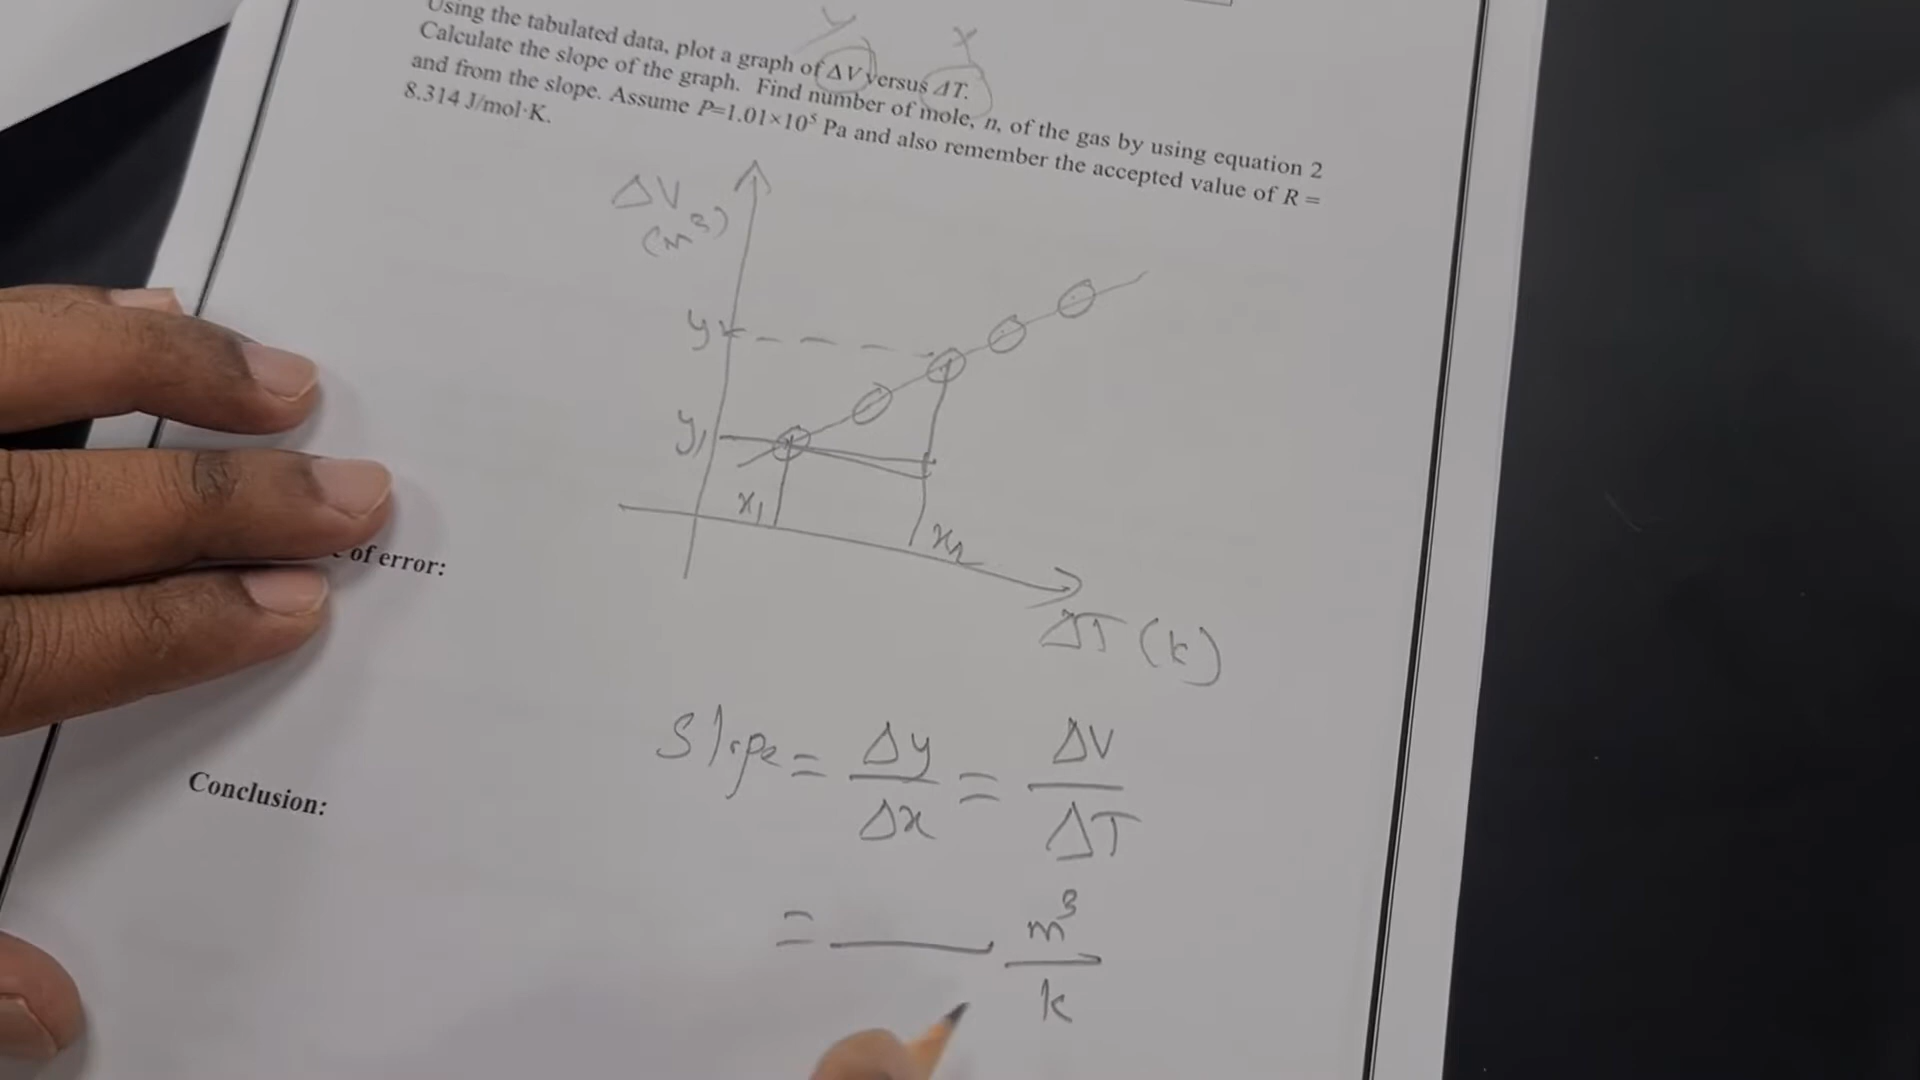 y x
Using the tabulated data, plot a graph of ΔV versus ΔT.
Calculate the slope of the graph. Find number of mole, n, of the gas by using equation 2
and from the slope. Assume P=1.01×10⁵ Pa and also remember the accepted value of R =
8.314 J/mol·K.
ΔV
(m³)
y
y₁
x₁
x₂
ΔT (k)
of error:
Slope = Δy/Δx = ΔV/ΔT
Conclusion:
= ____ m³/k